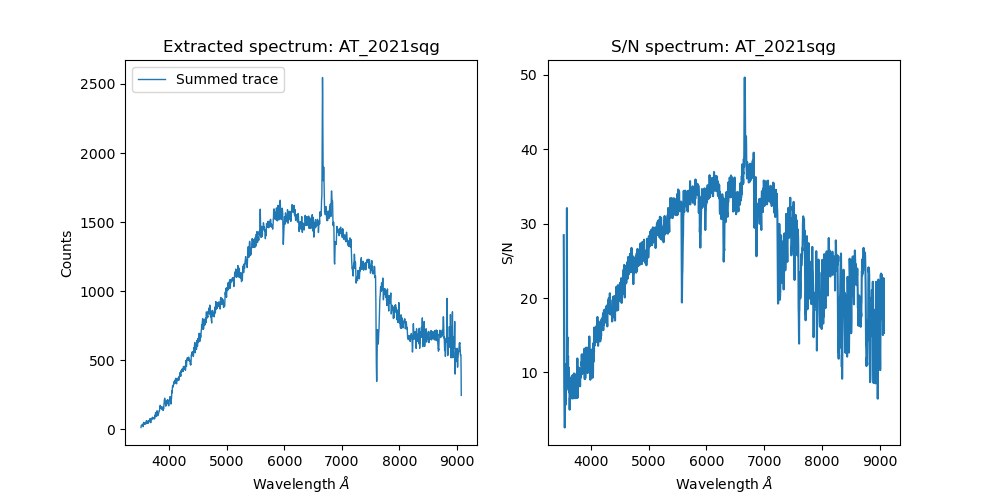 Extracted spectrum: AT_2021sqg
Summed trace
2500
2000
1500
1000
500
0
Counts
4000 5000 6000 7000 8000 9000
Wavelength Å
S/N spectrum: AT_2021sqg
50
40
30
20
10
S/N
4000 5000 6000 7000 8000 9000
Wavelength Å